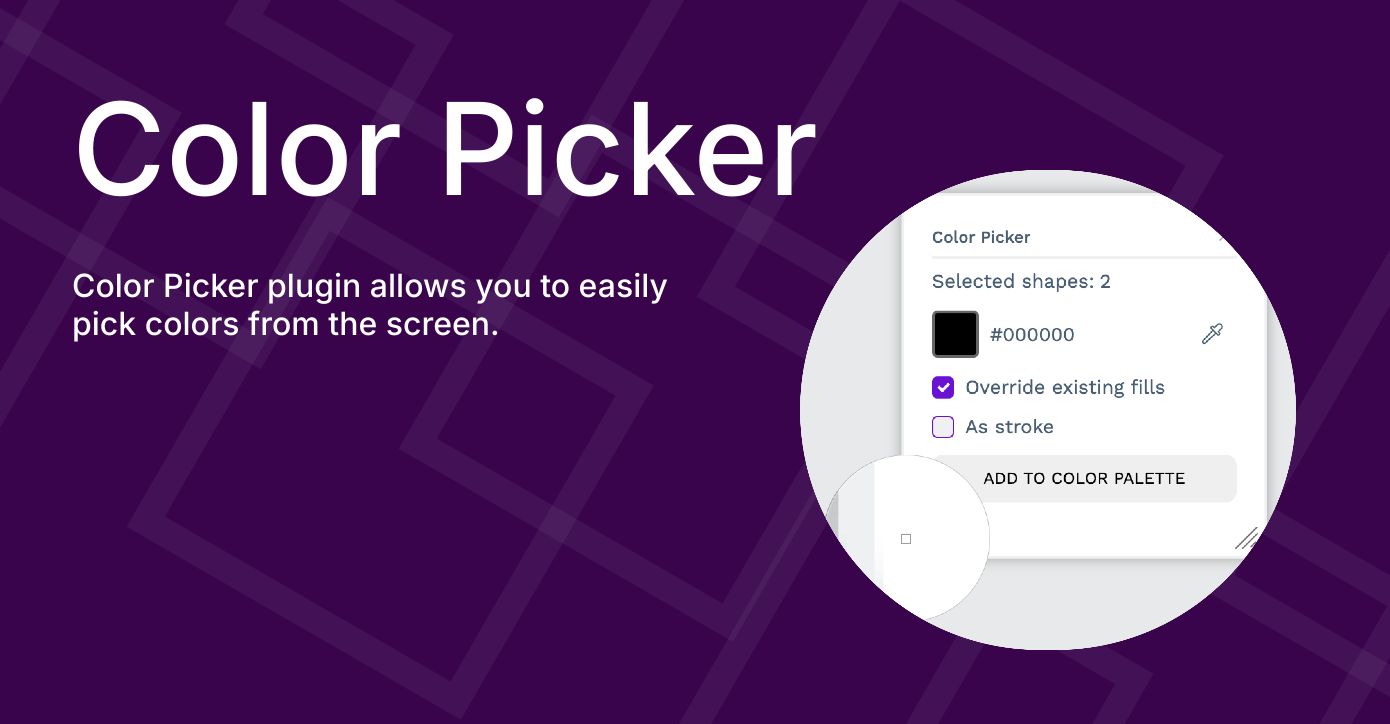 Color Picker
Color Picker plugin allows you to easily
pick colors from the screen.
Color Picker
Selected shapes: 2
#000000
Override existing fills
As stroke
ADD TO COLOR PALETTE